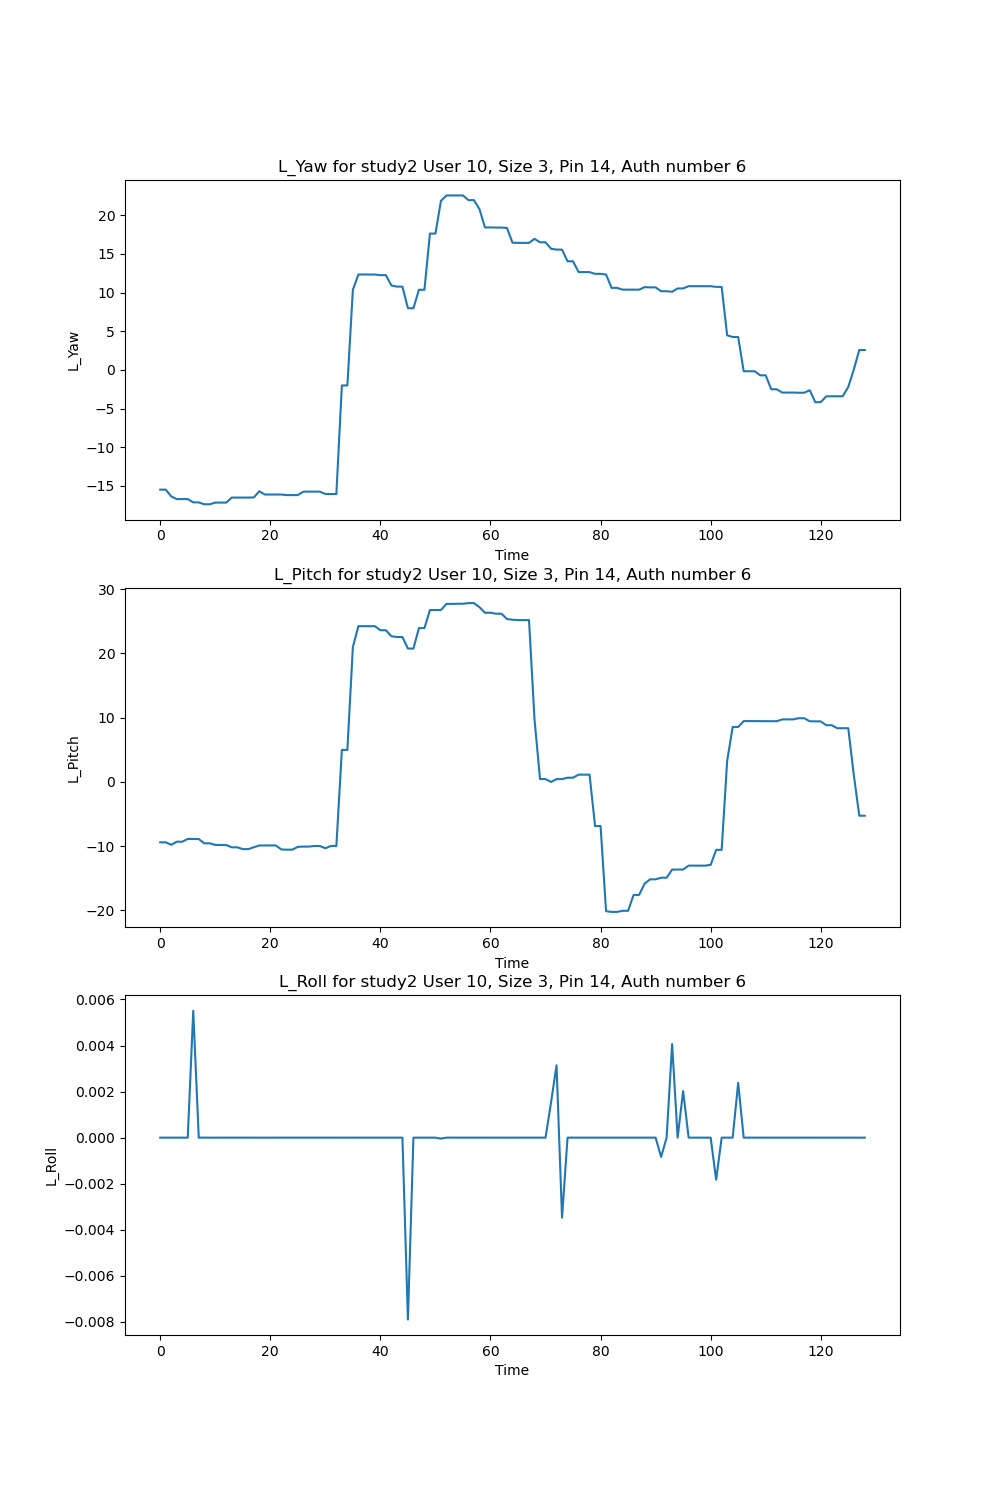 L_Yaw for study2 User 10, Size 3, Pin 14, Auth number 6
20
15
10
5
0
−5
−10
−15
L_Yaw
0 20 40 60 80 100 120
Time
L_Pitch for study2 User 10, Size 3, Pin 14, Auth number 6
30
20
10
0
−10
−20
L_Pitch
0 20 40 60 80 100 120
Time
L_Roll for study2 User 10, Size 3, Pin 14, Auth number 6
0.006
0.004
0.002
0.000
−0.002
−0.004
−0.006
−0.008
L_Roll
0 20 40 60 80 100 120
Time